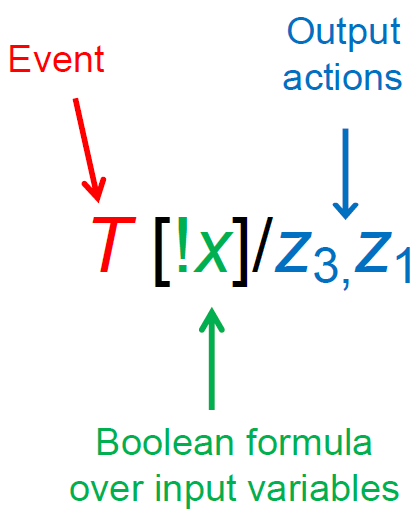 Event
Output
actions
T [!x]/z3,z1
Boolean formula
over input variables